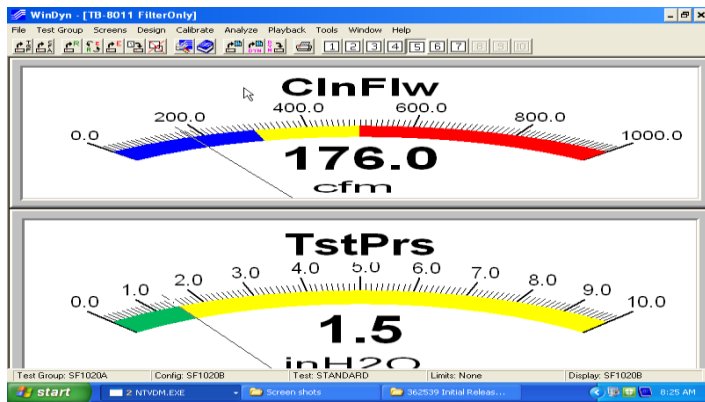 WinDyn - [TB-8011 FilterOnly]
File Test Group Screens Design Calibrate Analyze Playback Tools Window Help
1 2 3 4 5 6 7 8 9 10
ClnFlw
0.0 200.0 400.0 600.0 800.0 1000.0
176.0
cfm
TstPrs
0.0 1.0 2.0 3.0 4.0 5.0 6.0 7.0 8.0 9.0 10.0
1.5
inH2O
Test Group: SF1020A Config: SF1020B Test: STANDARD Limits: None Display: SF1020B
start 2 NTVDM.EXE Screen shots 362539 Initial Releas... 8:25 AM